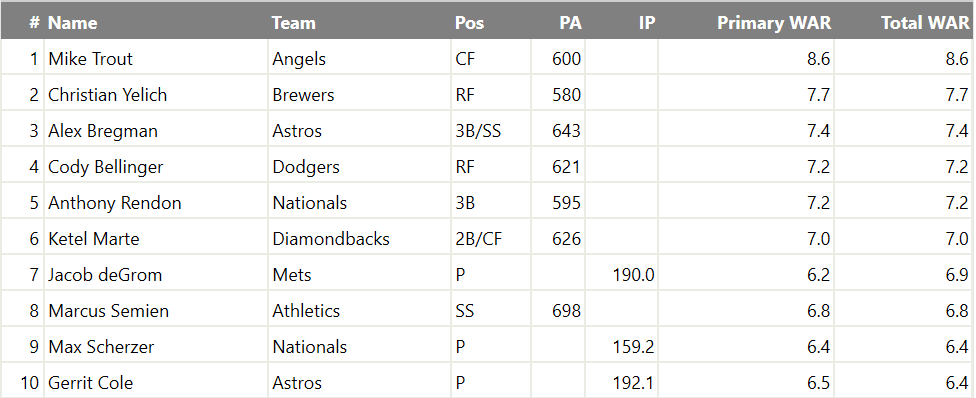 # Name Team Pos PA IP Primary WAR Total WAR
1 Mike Trout Angels CF 600 8.6 8.6
2 Christian Yelich Brewers RF 580 7.7 7.7
3 Alex Bregman Astros 3B/SS 643 7.4 7.4
4 Cody Bellinger Dodgers RF 621 7.2 7.2
5 Anthony Rendon Nationals 3B 595 7.2 7.2
6 Ketel Marte Diamondbacks 2B/CF 626 7.0 7.0
7 Jacob deGrom Mets P 190.0 6.2 6.9
8 Marcus Semien Athletics SS 698 6.8 6.8
9 Max Scherzer Nationals P 159.2 6.4 6.4
10 Gerrit Cole Astros P 192.1 6.5 6.4